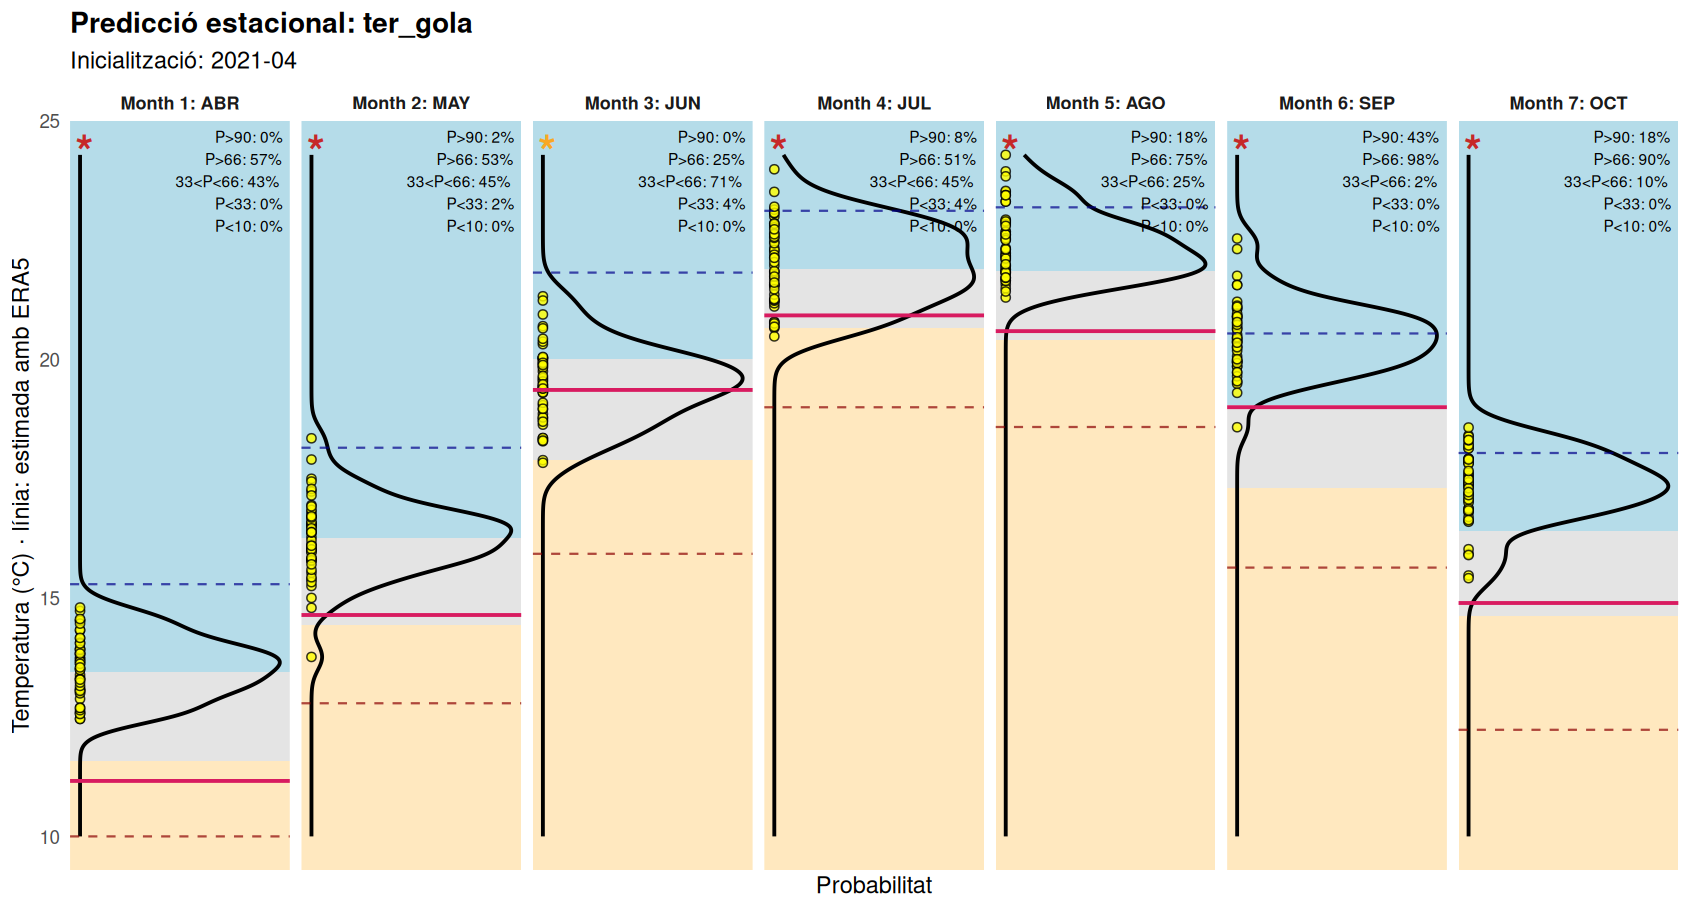 Predicció estacional: ter_gola
Inicialització: 2021-04
Month 1: ABR
Month 2: MAY
Month 3: JUN
Month 4: JUL
Month 5: AGO
Month 6: SEP
Month 7: OCT
P>90: 0%
P>66: 57%
33<P<66: 43%
P<33: 0%
P<10: 0%
P>90: 2%
P>66: 53%
33<P<66: 45%
P<33: 2%
P<10: 0%
P>90: 0%
P>66: 25%
33<P<66: 71%
P<33: 4%
P<10: 0%
P>90: 8%
P>66: 51%
33<P<66: 45%
P<33: 4%
P<10: 0%
P>90: 18%
P>66: 75%
33<P<66: 25%
P<33: 0%
P<10: 0%
P>90: 43%
P>66: 98%
33<P<66: 2%
P<33: 0%
P<10: 0%
P>90: 18%
P>66: 90%
33<P<66: 10%
P<33: 0%
P<10: 0%
25
20
15
10
Temperatura (°C) · línia: estimada amb ERA5
Probabilitat